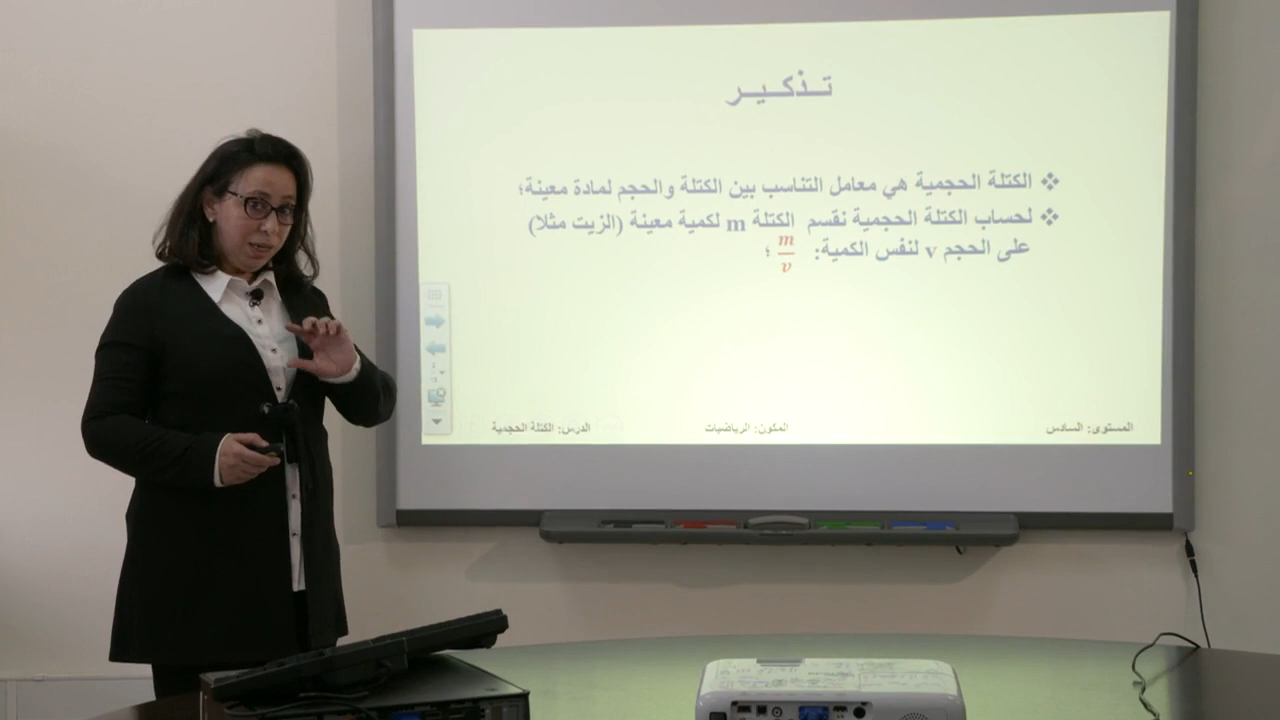 تـذكـيـر
❖ الكتلة الحجمية هي معامل التناسب بين الكتلة والحجم لمادة معينة؛
❖ لحساب الكتلة الحجمية نقسم الكتلة m لكمية معينة (الزيت مثلا)
على الحجم v لنفس الكمية: m/v ؛
المستوى: السادس المكون: الرياضيات الدرس: الكتلة الحجمية